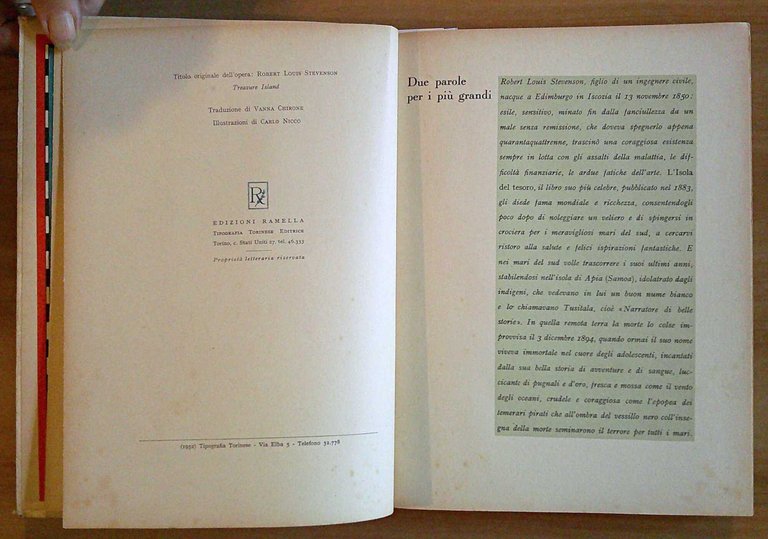 Titolo originale dell'opera: Robert Louis Stevenson
Treasure Island
Traduzione di Vanna Chirone
Illustrazioni di Carlo Nicco
EDIZIONI RAMELLA
Tipografia Torinese Editrice
Torino, c. Stati Uniti 27, tel. 46.333
Proprietà letteraria riservata
(1952) Tipografia Torinese - Via Elba 5 - Telefono 32.778
Due parole
per i più grandi
Robert Louis Stevenson, figlio di un ingegnere civile,
nacque a Edimburgo in Iscozia il 13 novembre 1850:
esile, sensitivo, minato fin dalla fanciullezza da un
male senza remissione, che doveva spegnerlo appena
quarantaquattrenne, trascinò una coraggiosa esistenza
sempre in lotta con gli assalti della malattia, le dif-
ficoltà finanziarie, le ardue fatiche dell'arte. L'Isola
del tesoro, il libro suo più celebre, pubblicato nel 1883,
gli diede fama mondiale e ricchezza, consentendogli
poco dopo di noleggiare un veliero e di spingersi in
crociera per i meravigliosi mari del sud, a cercarvi
ristoro alla salute e felici ispirazioni fantastiche. E
nei mari del sud volle trascorrere i suoi ultimi anni,
stabilendosi nell'isola di Apia (Samoa), idolatrato dagli
indigeni, che vedevano in lui un buon nume bianco
e lo chiamavano Tusitala, cioè «Narratore di belle
storie». In quella remota terra la morte lo colse im-
provvisa il 3 dicembre 1894, quando ormai il suo nome
viveva immortale nel cuore degli adolescenti, incantati
dalla sua bella storia di avventure e di sangue, luc-
cicante di pugnali e d'oro, fresca e mossa come il vento
degli oceani, crudele e coraggiosa come l'epopea dei
temerari pirati che all'ombra del vessillo nero coll'inse-
gna della morte seminarono il terrore per tutti i mari.